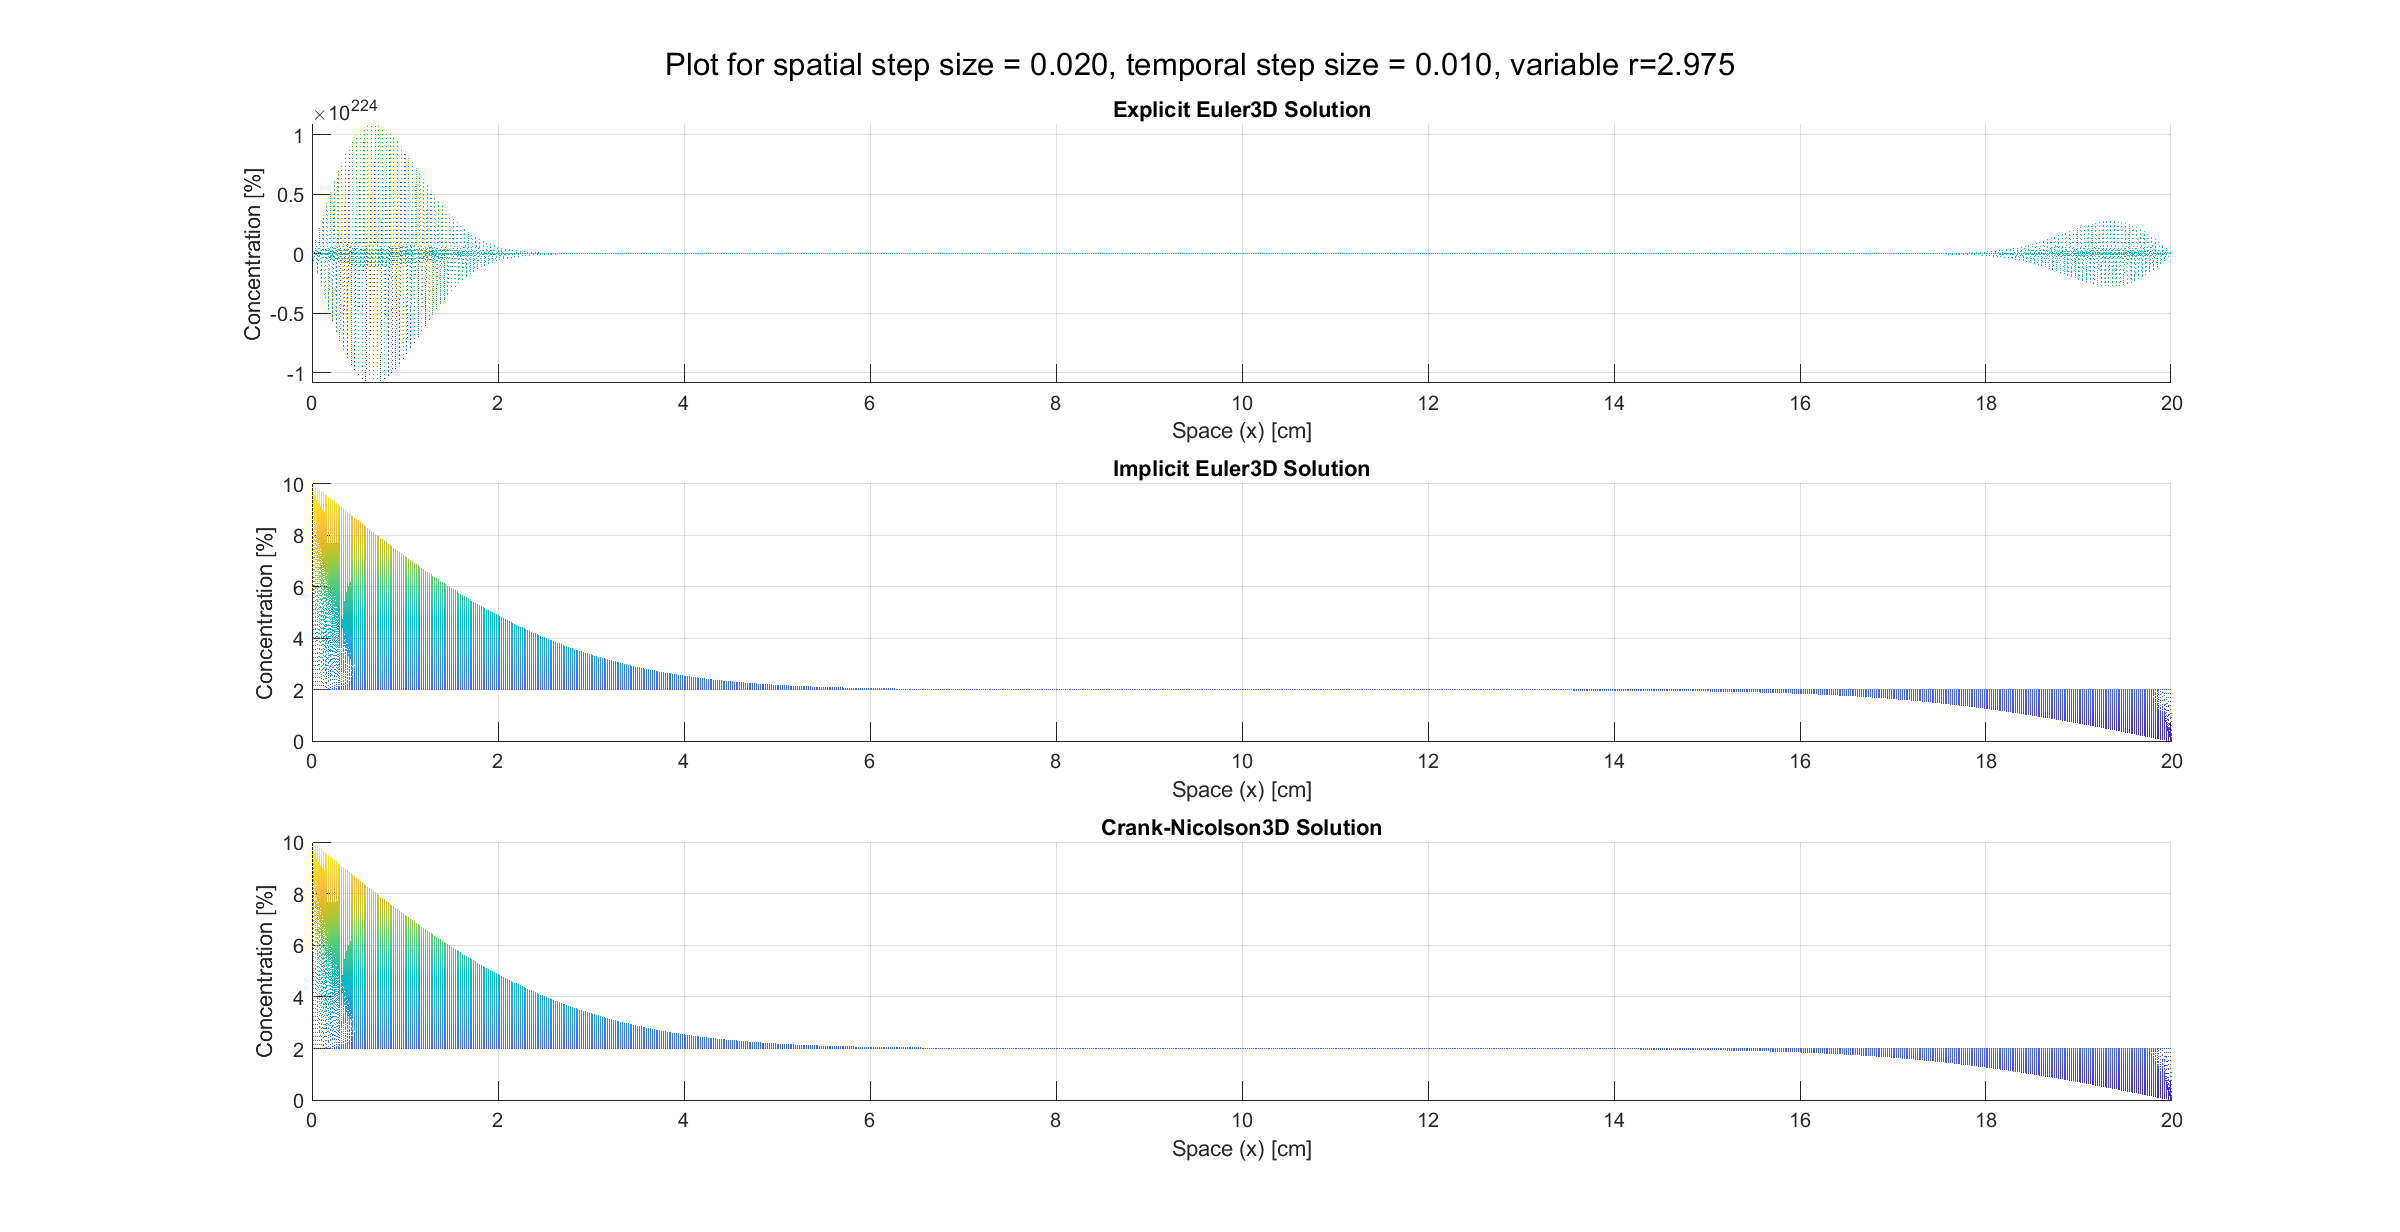 Plot for spatial step size = 0.020, temporal step size = 0.010, variable r=2.975
Explicit Euler3D Solution
×10^224
Concentration [%]
1
0.5
0
-0.5
-1
0 2 4 6 8 10 12 14 16 18 20
Space (x) [cm]
Implicit Euler3D Solution
Concentration [%]
10
8
6
4
2
0
0 2 4 6 8 10 12 14 16 18 20
Space (x) [cm]
Crank-Nicolson3D Solution
Concentration [%]
10
8
6
4
2
0
0 2 4 6 8 10 12 14 16 18 20
Space (x) [cm]